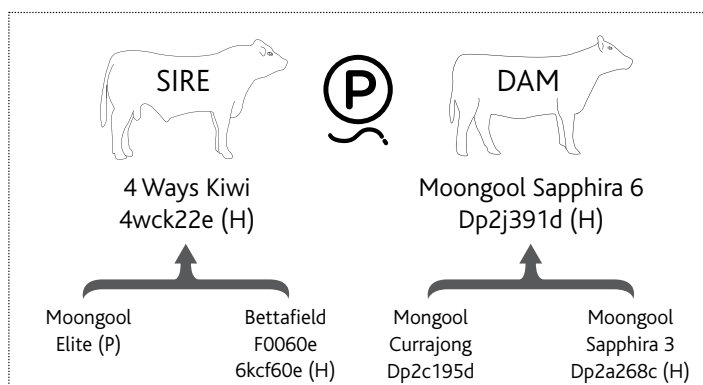 SIRE
P
DAM
4 Ways Kiwi
4wck22e (H)
Moongool Sapphira 6
Dp2j391d (H)
Moongool
Elite (P)
Bettafield
F0060e
6kcf60e (H)
Mongool
Currajong
Dp2c195d
Moongool
Sapphira 3
Dp2a268c (H)